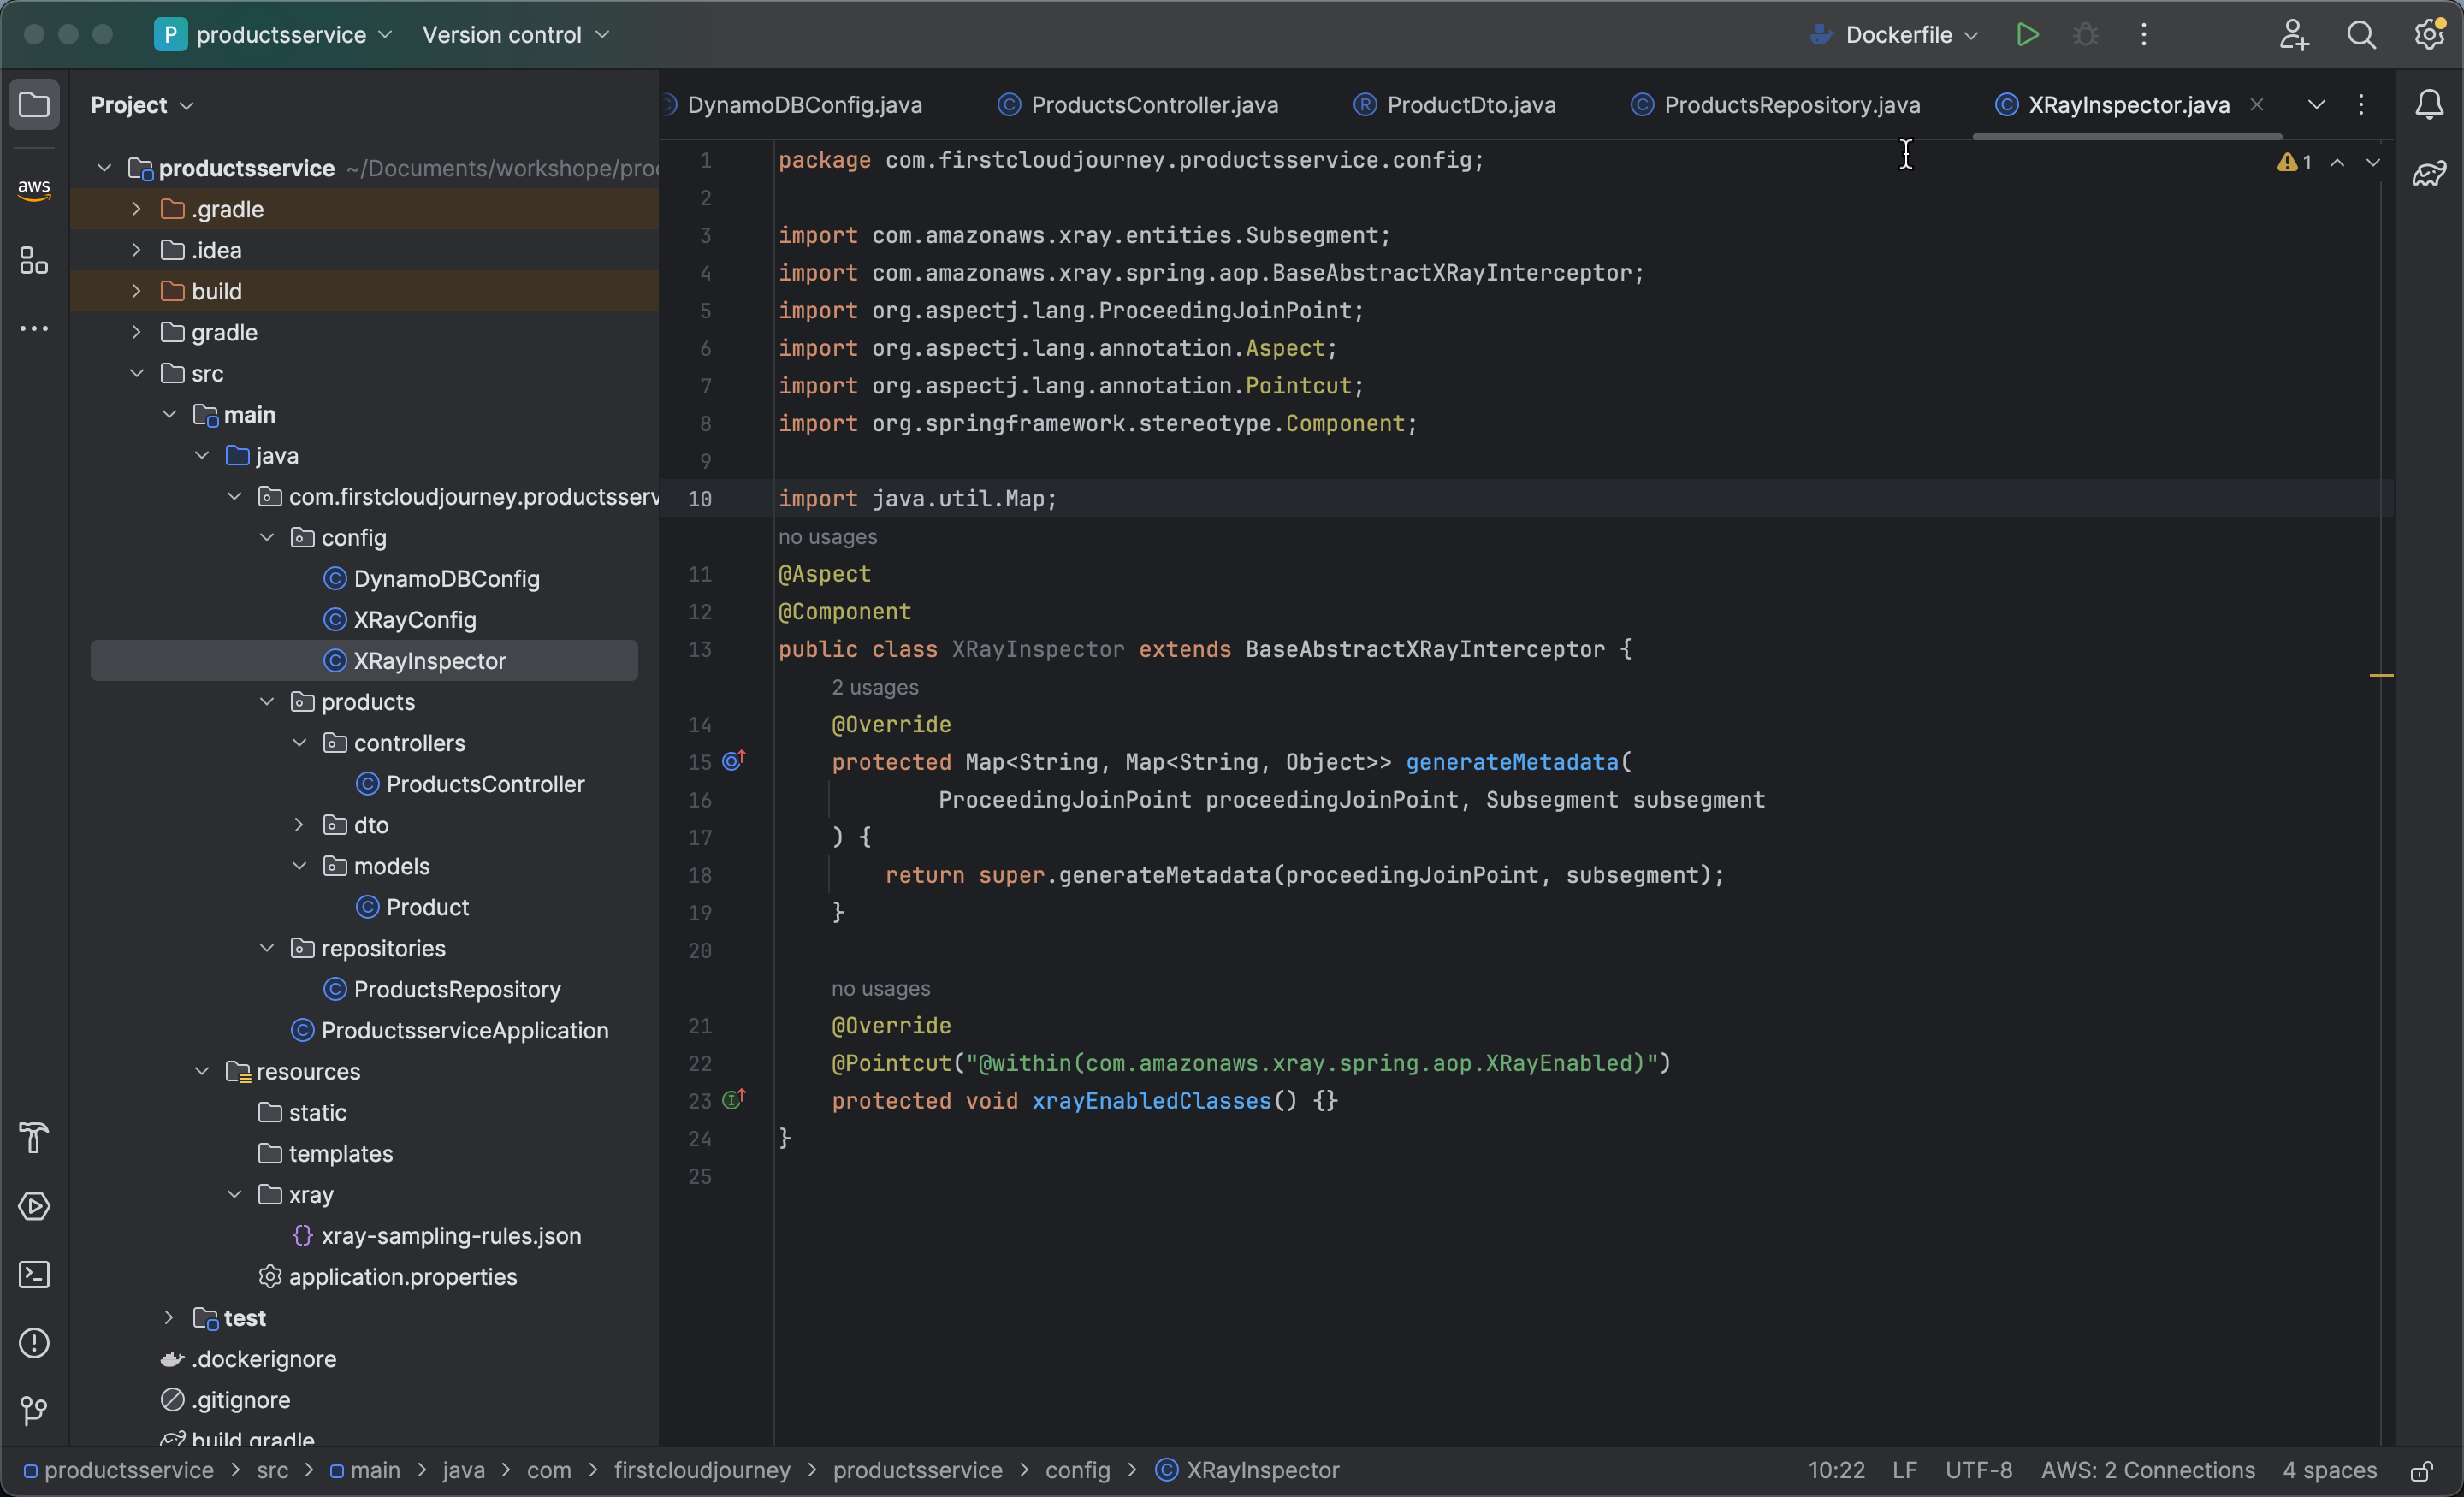 P productsservice Version control Dockerfile
Project
DynamoDBConfig.java ProductsController.java ProductDto.java ProductsRepository.java XRayInspector.java
aws
productsservice ~/Documents/workshope/pro
.gradle
.idea
build
gradle
src
main
java
com.firstcloudjourney.productsserv
config
DynamoDBConfig
XRayConfig
XRayInspector
products
controllers
ProductsController
dto
models
Product
repositories
ProductsRepository
ProductsserviceApplication
resources
static
templates
xray
xray-sampling-rules.json
application.properties
test
.dockerignore
.gitignore
build.gradle
1
1 package com.firstcloudjourney.productsservice.config;
2
3 import com.amazonaws.xray.entities.Subsegment;
4 import com.amazonaws.xray.spring.aop.BaseAbstractXRayInterceptor;
5 import org.aspectj.lang.ProceedingJoinPoint;
6 import org.aspectj.lang.annotation.Aspect;
7 import org.aspectj.lang.annotation.Pointcut;
8 import org.springframework.stereotype.Component;
9
10 import java.util.Map;
no usages
11 @Aspect
12 @Component
13 public class XRayInspector extends BaseAbstractXRayInterceptor {
2 usages
14 @Override
15 protected Map<String, Map<String, Object>> generateMetadata(
16 ProceedingJoinPoint proceedingJoinPoint, Subsegment subsegment
17 ) {
18 return super.generateMetadata(proceedingJoinPoint, subsegment);
19 }
20
no usages
21 @Override
22 @Pointcut("@within(com.amazonaws.xray.spring.aop.XRayEnabled)")
23 protected void xrayEnabledClasses() {}
24 }
25
productsservice > src > main > java > com > firstcloudjourney > productsservice > config > XRayInspector 10:22 LF UTF-8 AWS: 2 Connections 4 spaces